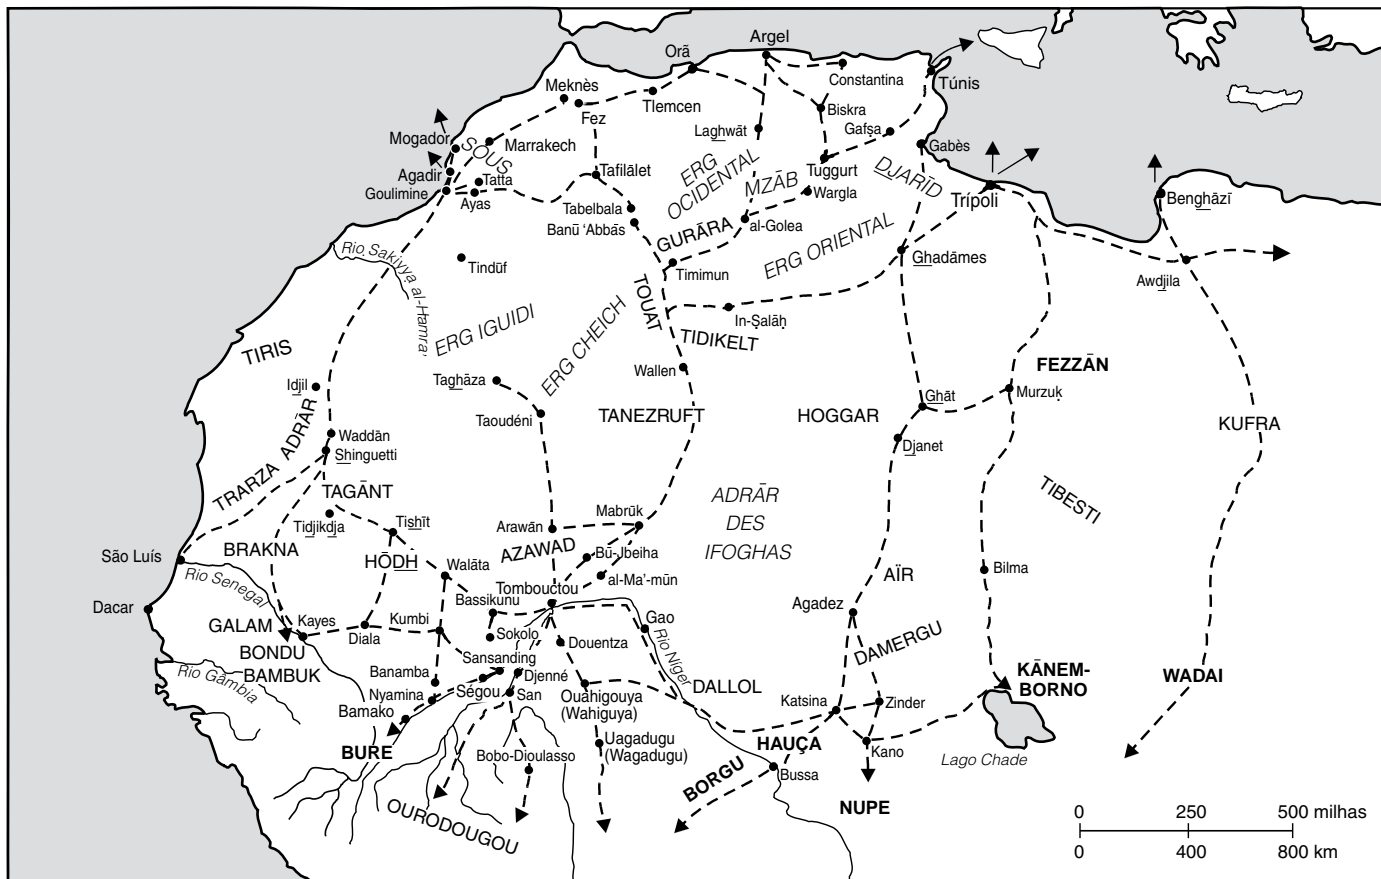 Argel
Orã
Constantina
Túnis
Meknès
Fez
Tlemcen
Biskra
Laghwāt
Gafṣa
Mogador
SOUS
Marrakech
Gabès
Agadir
Tatta
Tafilālet
ERG
OCIDENTAL
MZĀB
Tuggurt
DJARĪD
Goulimine
Ayas
Wargla
Trípoli
Benghāzī
Tabelbala
Banū ‘Abbās
GURĀRA
al-Golea
ERG ORIENTAL
Rio Sakiyya al-Hamra’
Tindūf
Timimun
Ghadāmes
Awdjila
TOUAT
In-Ṣalāḥ
TIDIKELT
ERG IGUIDI
ERG CHEICH
TIRIS
Wallen
FEZZĀN
Idjil
Taghāza
Ghāt
Murzuḳ
ADRĀR
Taoudéni
TANEZRUFT
HOGGAR
KUFRA
Waddān
Shinguetti
Djanet
TRARZA
TAGĀNT
TIBESTI
ADRĀR
DES
IFOGHAS
Tidjikdja
Tishīt
Arawān
Mabrūk
AZAWAD
São Luís
BRAKNA
HŌDH
Walāta
Bū-Jbeiha
al-Ma’-mūn
AÏR
Bilma
Rio Senegal
Tombouctou
Dacar
Bassikunu
Agadez
GALAM
Kayes
Diala
Kumbi
Sokolo
Douentza
Gao
Rio Níger
DAMERGU
BONDU
BAMBUK
Rio Gâmbia
Banamba
Sansanding
Djenné
DALLOL
KĀNEM-
BORNO
WADAI
Nyamina
Ségou
San
Ouahigouya
(Wahiguya)
Katsina
Zinder
Bamako
BURE
Uagadugu
(Wagadugu)
HAUÇA
Kano
Lago Chade
Bobo-Dioulasso
BORGU
Bussa
NUPE
OURODOUGOU
0 250 500 milhas
0 400 800 km